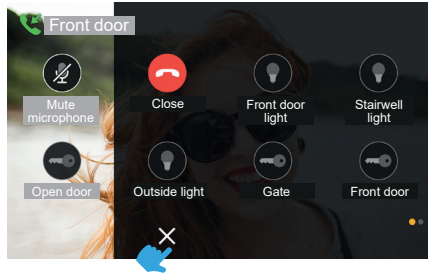 Front door
Mute
microphone
Close
Front door
light
Stairwell
light
Open door
Outside light
Gate
Front door